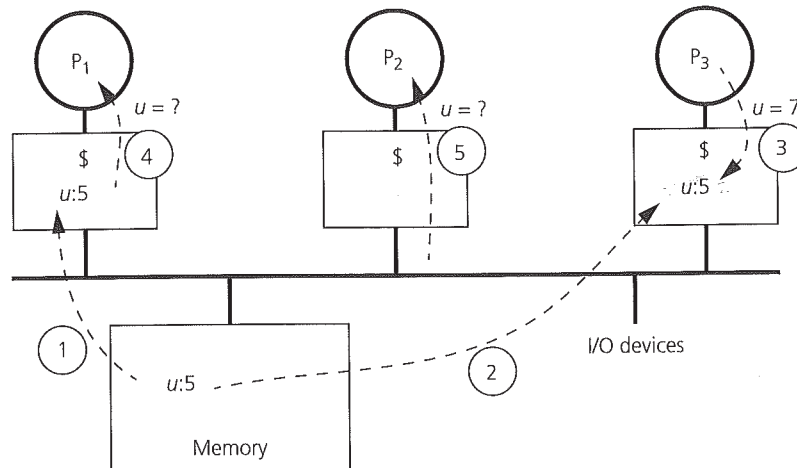 P1
P2
P3
u = ?
u = ?
u = 7
$
4
$
5
$
3
u:5
u:5
1
2
I/O devices
u:5
Memory